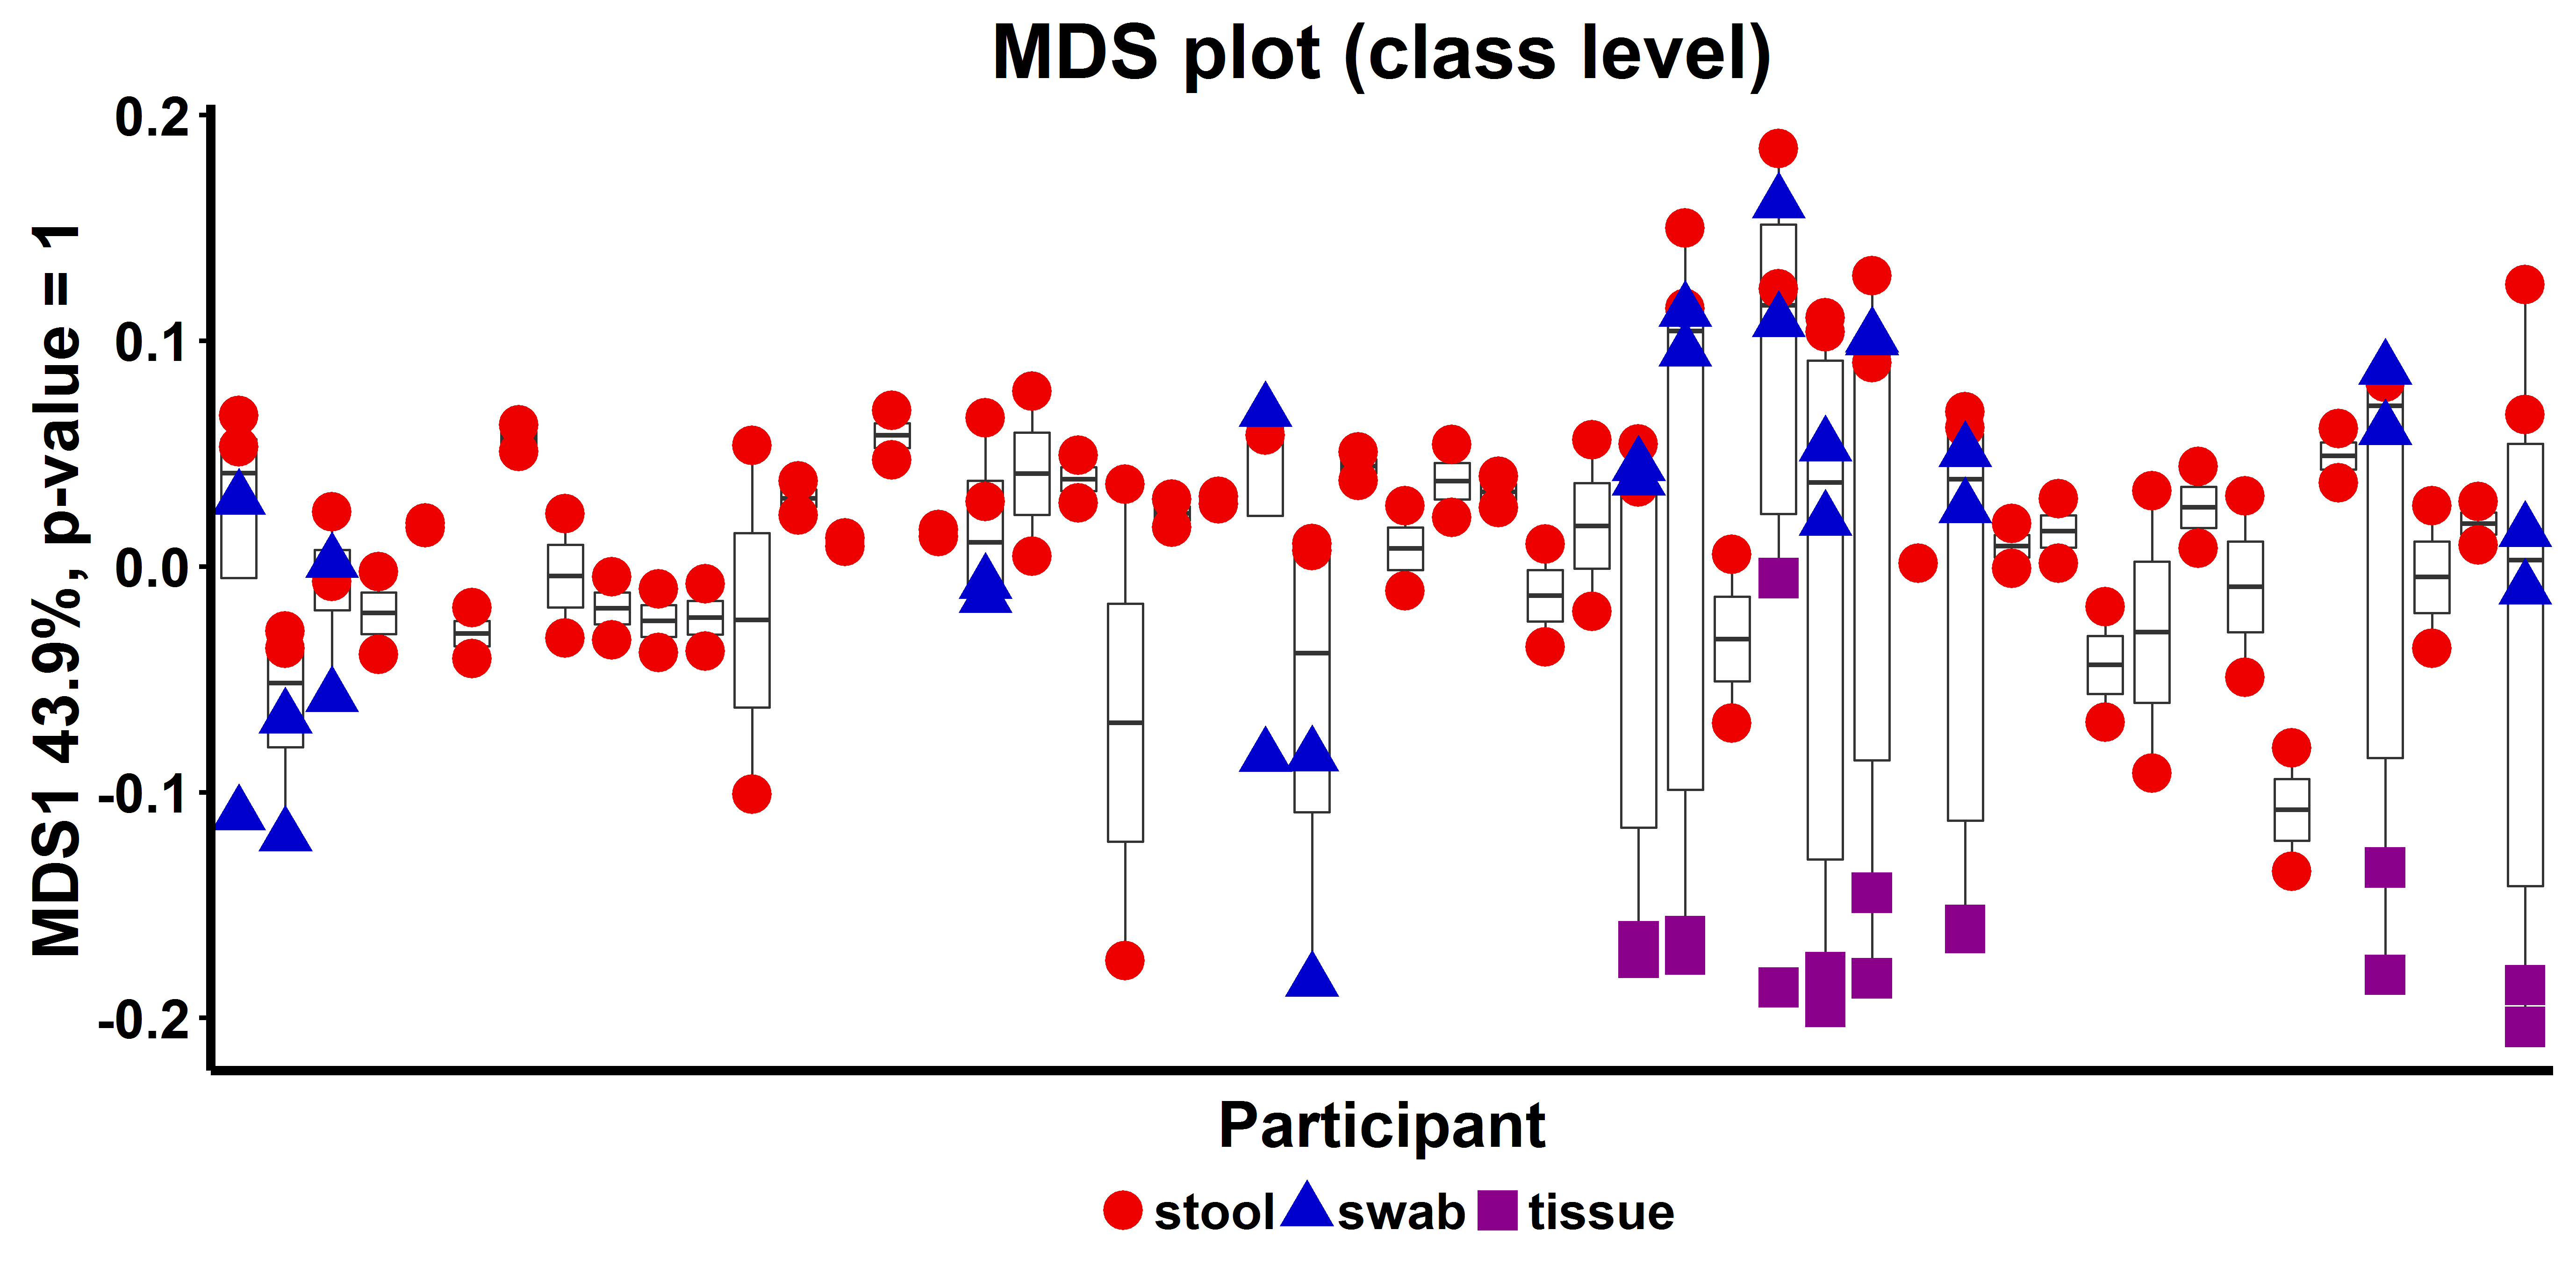 MDS plot (class level)
MDS1 43.9%, p-value = 1
0.2
0.1
0.0
-0.1
-0.2
Participant
stool swab tissue